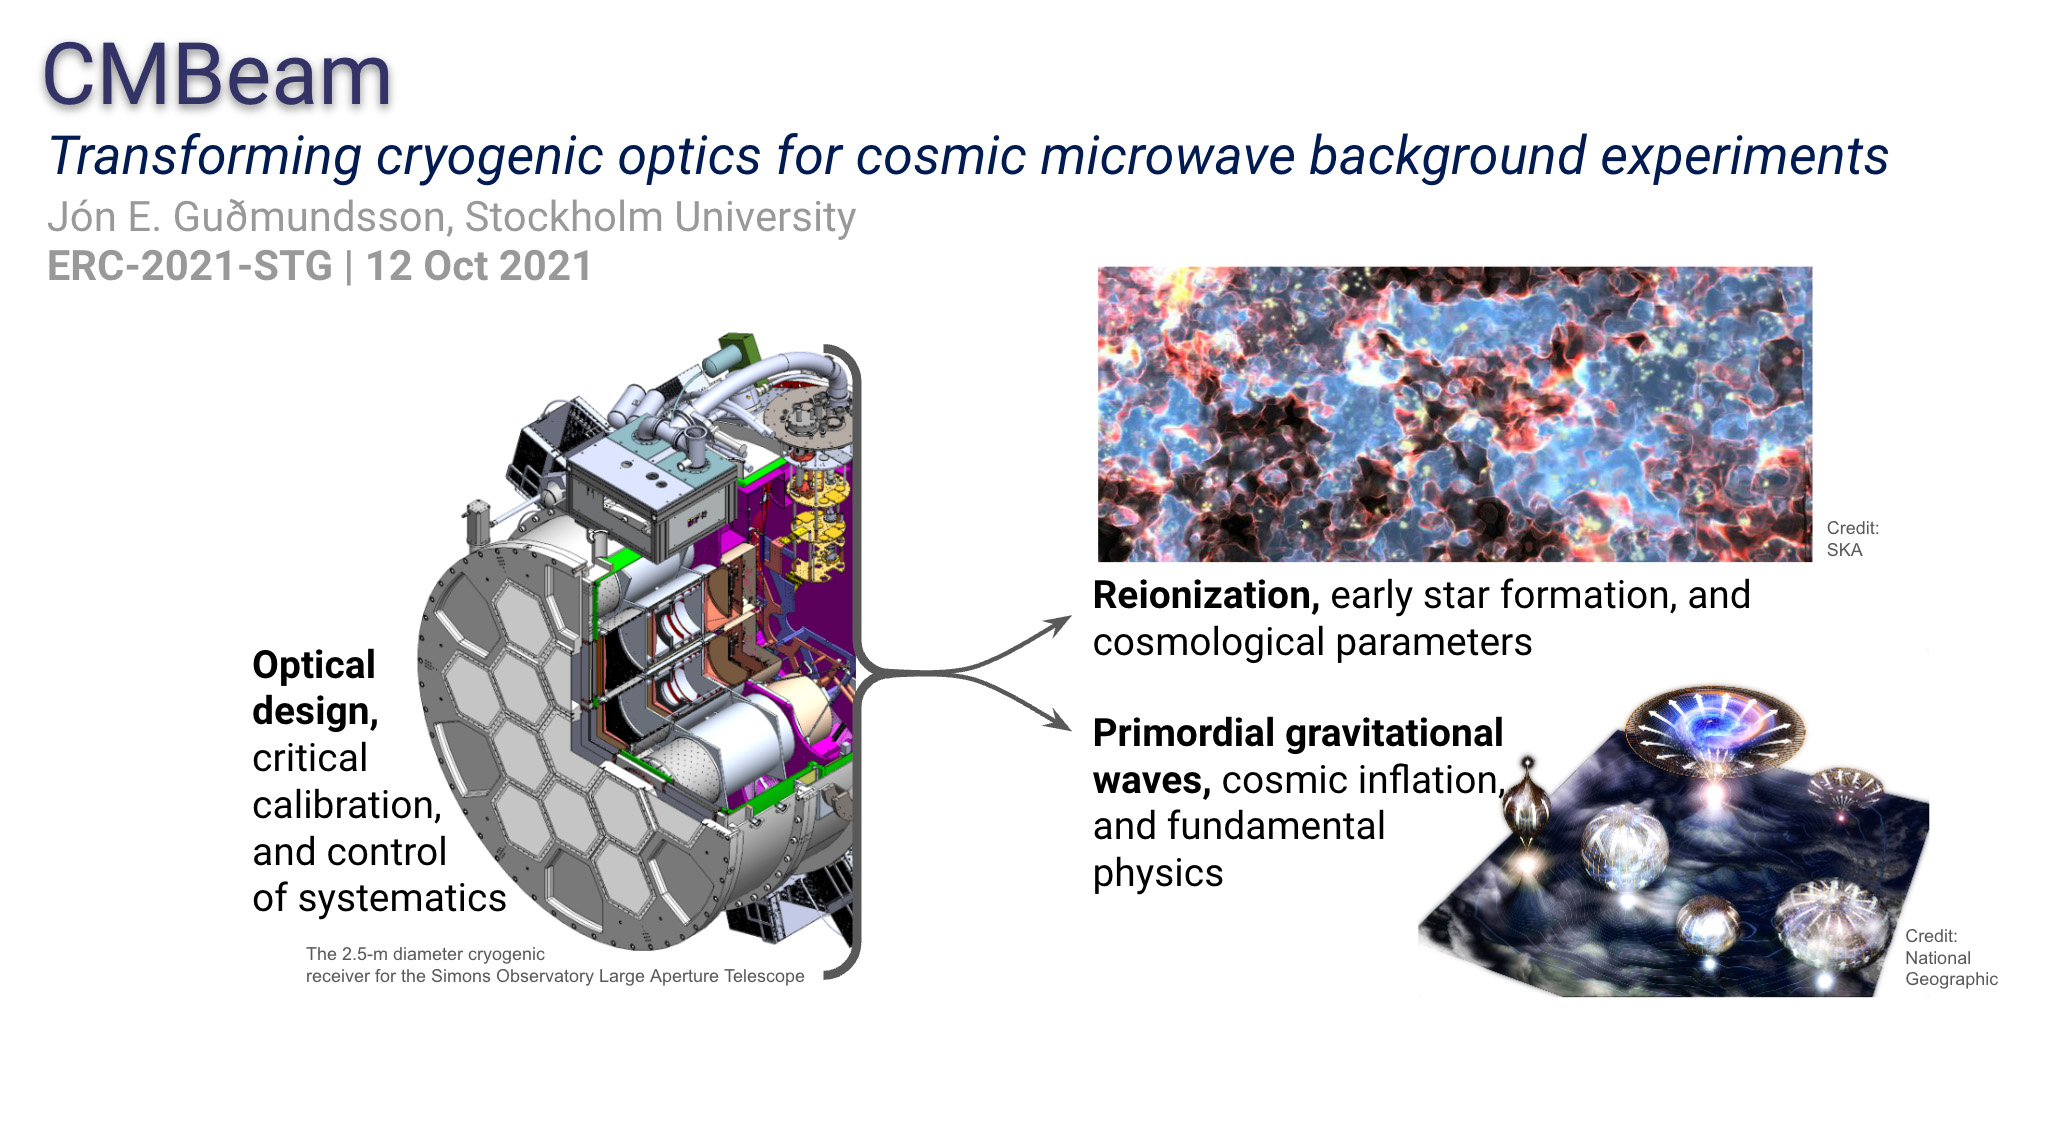 CMBeam
Transforming cryogenic optics for cosmic microwave background experiments
Jón E. Guðmundsson, Stockholm University
ERC-2021-STG | 12 Oct 2021
Optical
design,
critical
calibration,
and control
of systematics
The 2.5-m diameter cryogenic
receiver for the Simons Observatory Large Aperture Telescope
Credit:
SKA
Reionization, early star formation, and
cosmological parameters
Primordial gravitational
waves, cosmic inflation,
and fundamental
physics
Credit:
National
Geographic